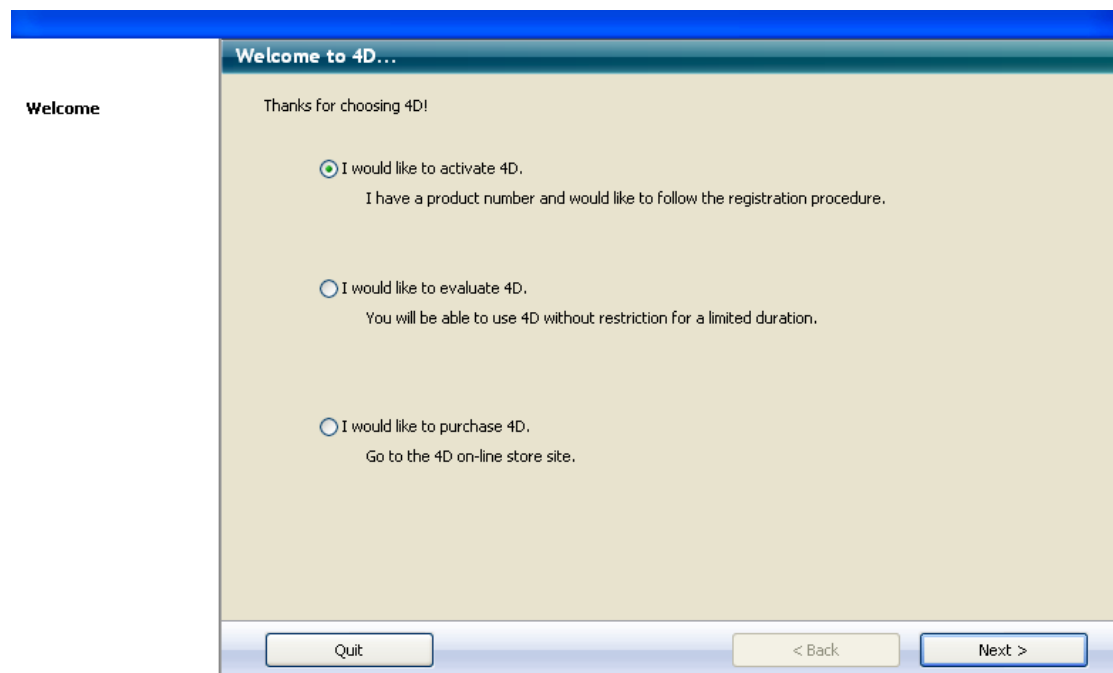 Welcome to 4D...
Welcome
Thanks for choosing 4D!
I would like to activate 4D.
I have a product number and would like to follow the registration procedure.
I would like to evaluate 4D.
You will be able to use 4D without restriction for a limited duration.
I would like to purchase 4D.
Go to the 4D on-line store site.
Quit
< Back
Next >